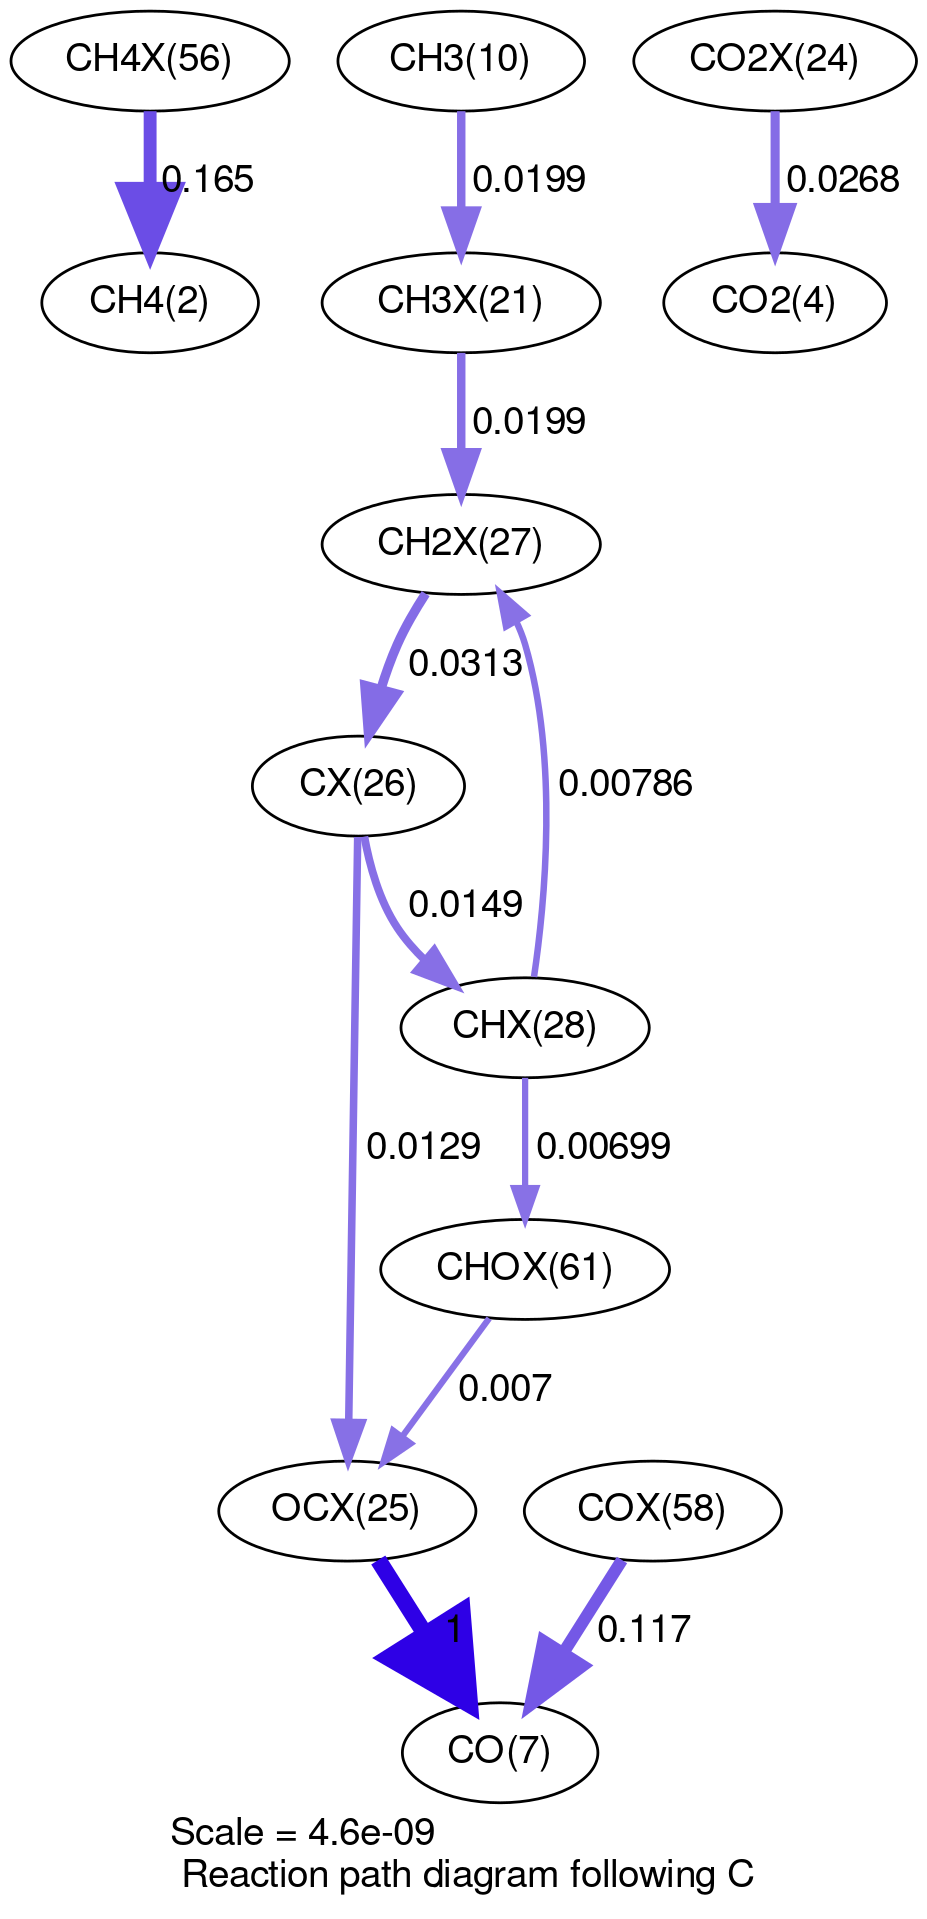 CH4X(56)
CH3(10)
CO2X(24)
0.165
0.0199
0.0268
CH4(2)
CH3X(21)
CO2(4)
0.0199
CH2X(27)
0.0313
CX(26)
0.00786
0.0149
CHX(28)
0.0129
0.00699
CHOX(61)
0.007
OCX(25)
COX(58)
1
0.117
CO(7)
Scale = 4.6e-09
Reaction path diagram following C